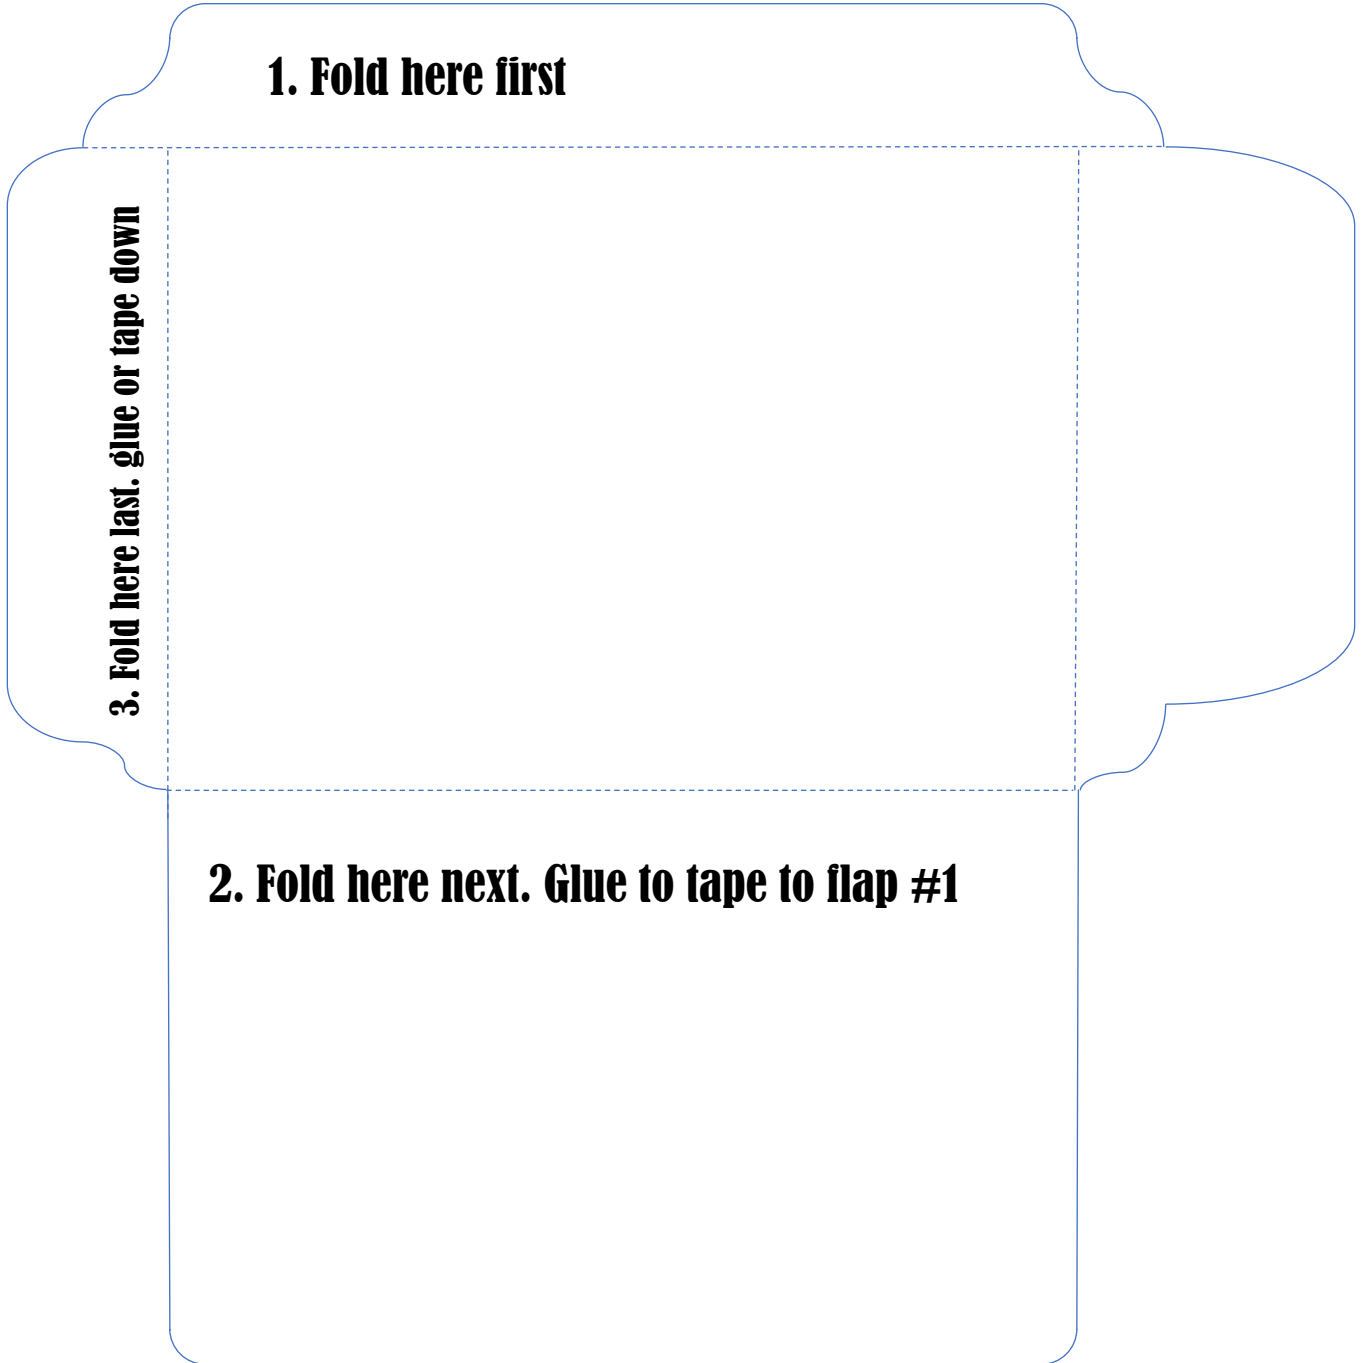 1. Fold here first
3. Fold here last. glue or tape down
2. Fold here next. Glue to tape to flap #1